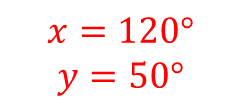 x = 120°
y = 50°